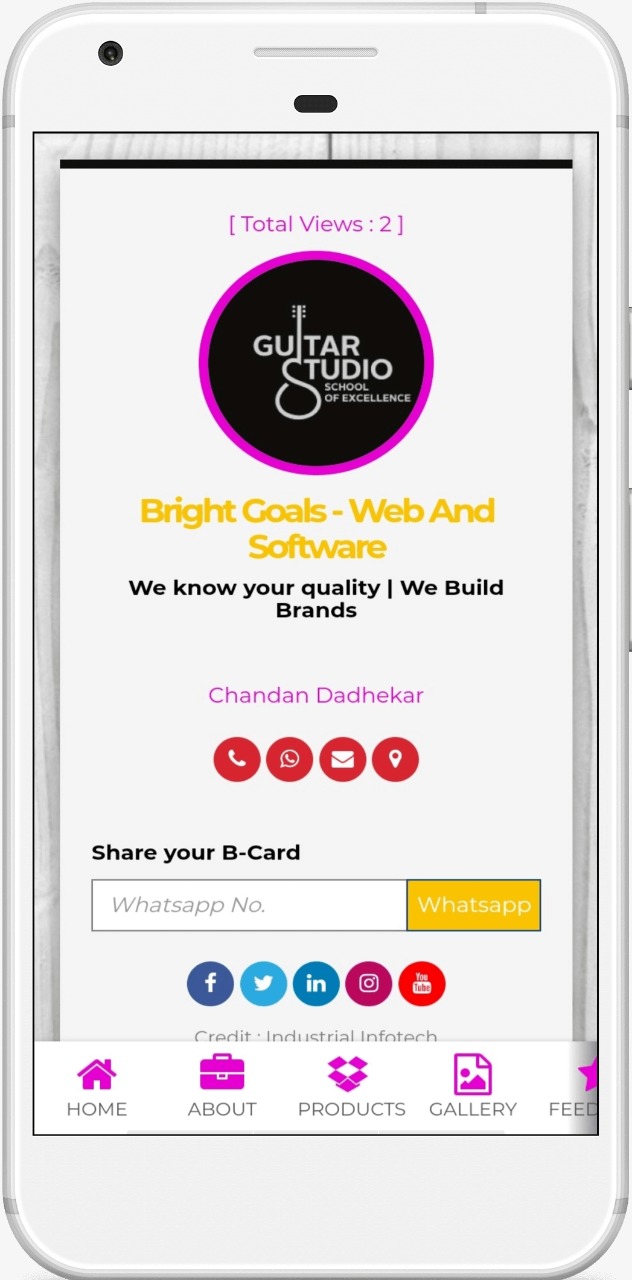 [ Total Views : 2 ]
GUITAR
STUDIO
SCHOOL
OF EXCELLENCE
Bright Goals - Web And
Software
We know your quality | We Build
Brands
Chandan Dadhekar
Share your B-Card
Whatsapp No.
Whatsapp
You
Tube
Credit : Industrial Infotech
HOME
ABOUT
PRODUCTS
GALLERY
FEED